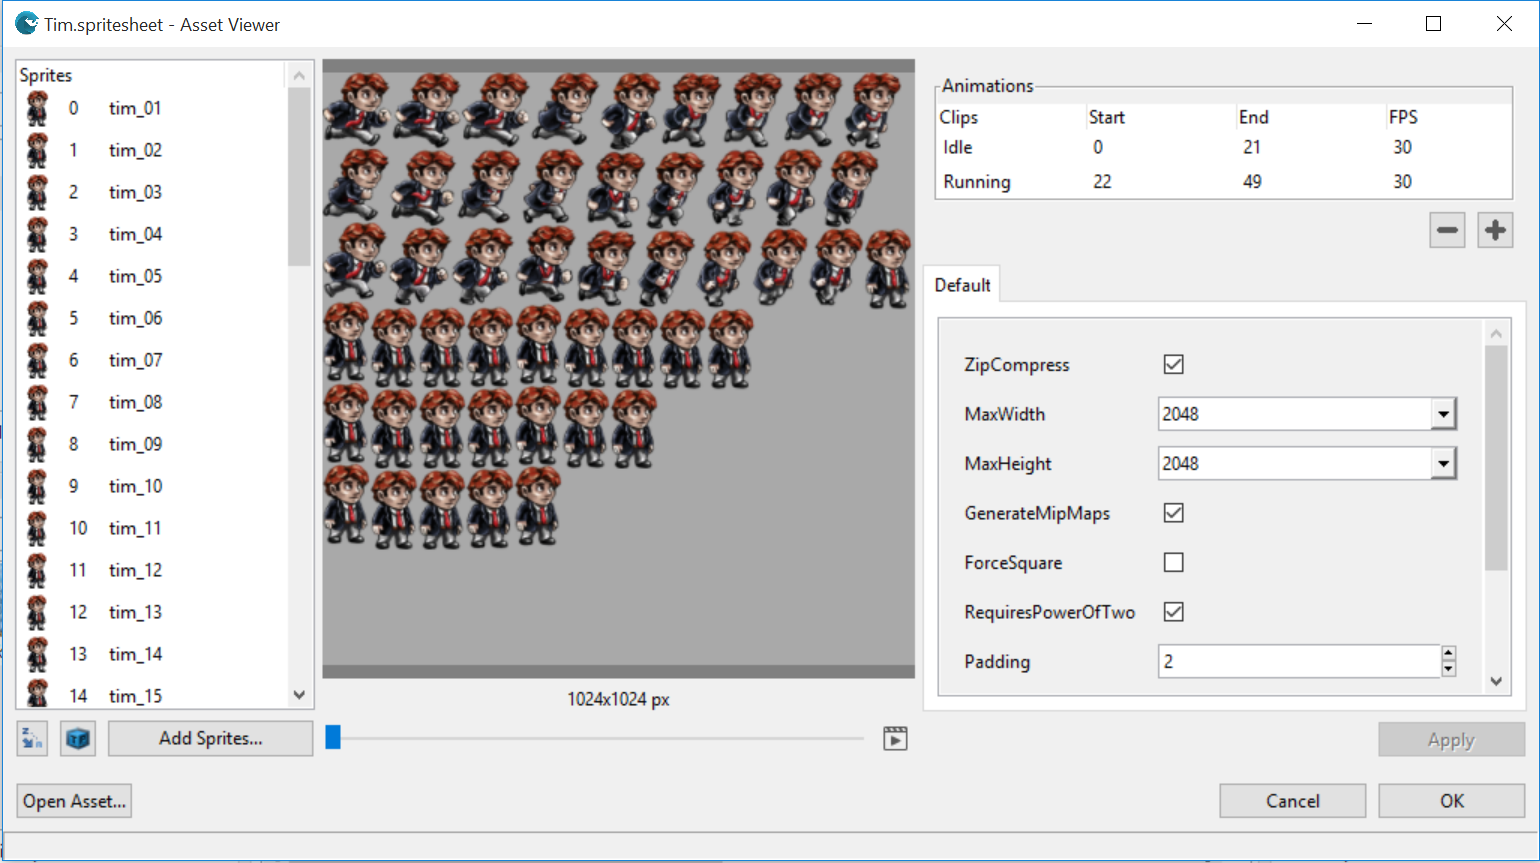 Tim.spritesheet - Asset Viewer
Sprites
0 tim_01
1 tim_02
2 tim_03
3 tim_04
4 tim_05
5 tim_06
6 tim_07
7 tim_08
8 tim_09
9 tim_10
10 tim_11
11 tim_12
12 tim_13
13 tim_14
14 tim_15
Add Sprites...
Open Asset...
1024x1024 px
Animations
Clips Start End FPS
Idle 0 21 30
Running 22 49 30
Default
ZipCompress
MaxWidth 2048
MaxHeight 2048
GenerateMipMaps
ForceSquare
RequiresPowerOfTwo
Padding 2
Apply
Cancel OK